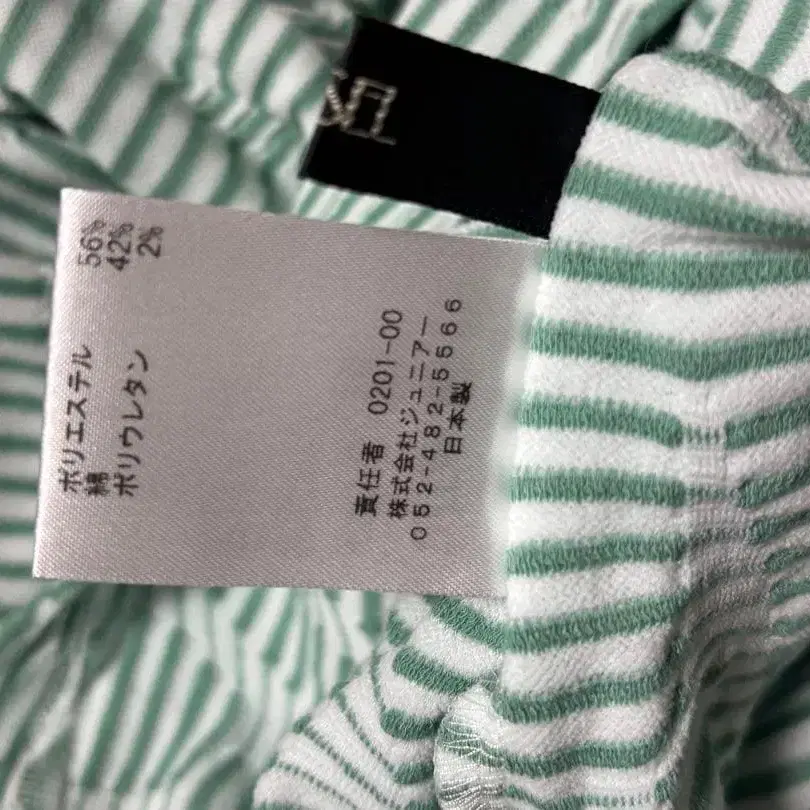 ポリエステル 56%
綿 42%
ポリウレタン 2%
責任者 0201-00
株式会社ジュニアー
052-482-5566
日本製